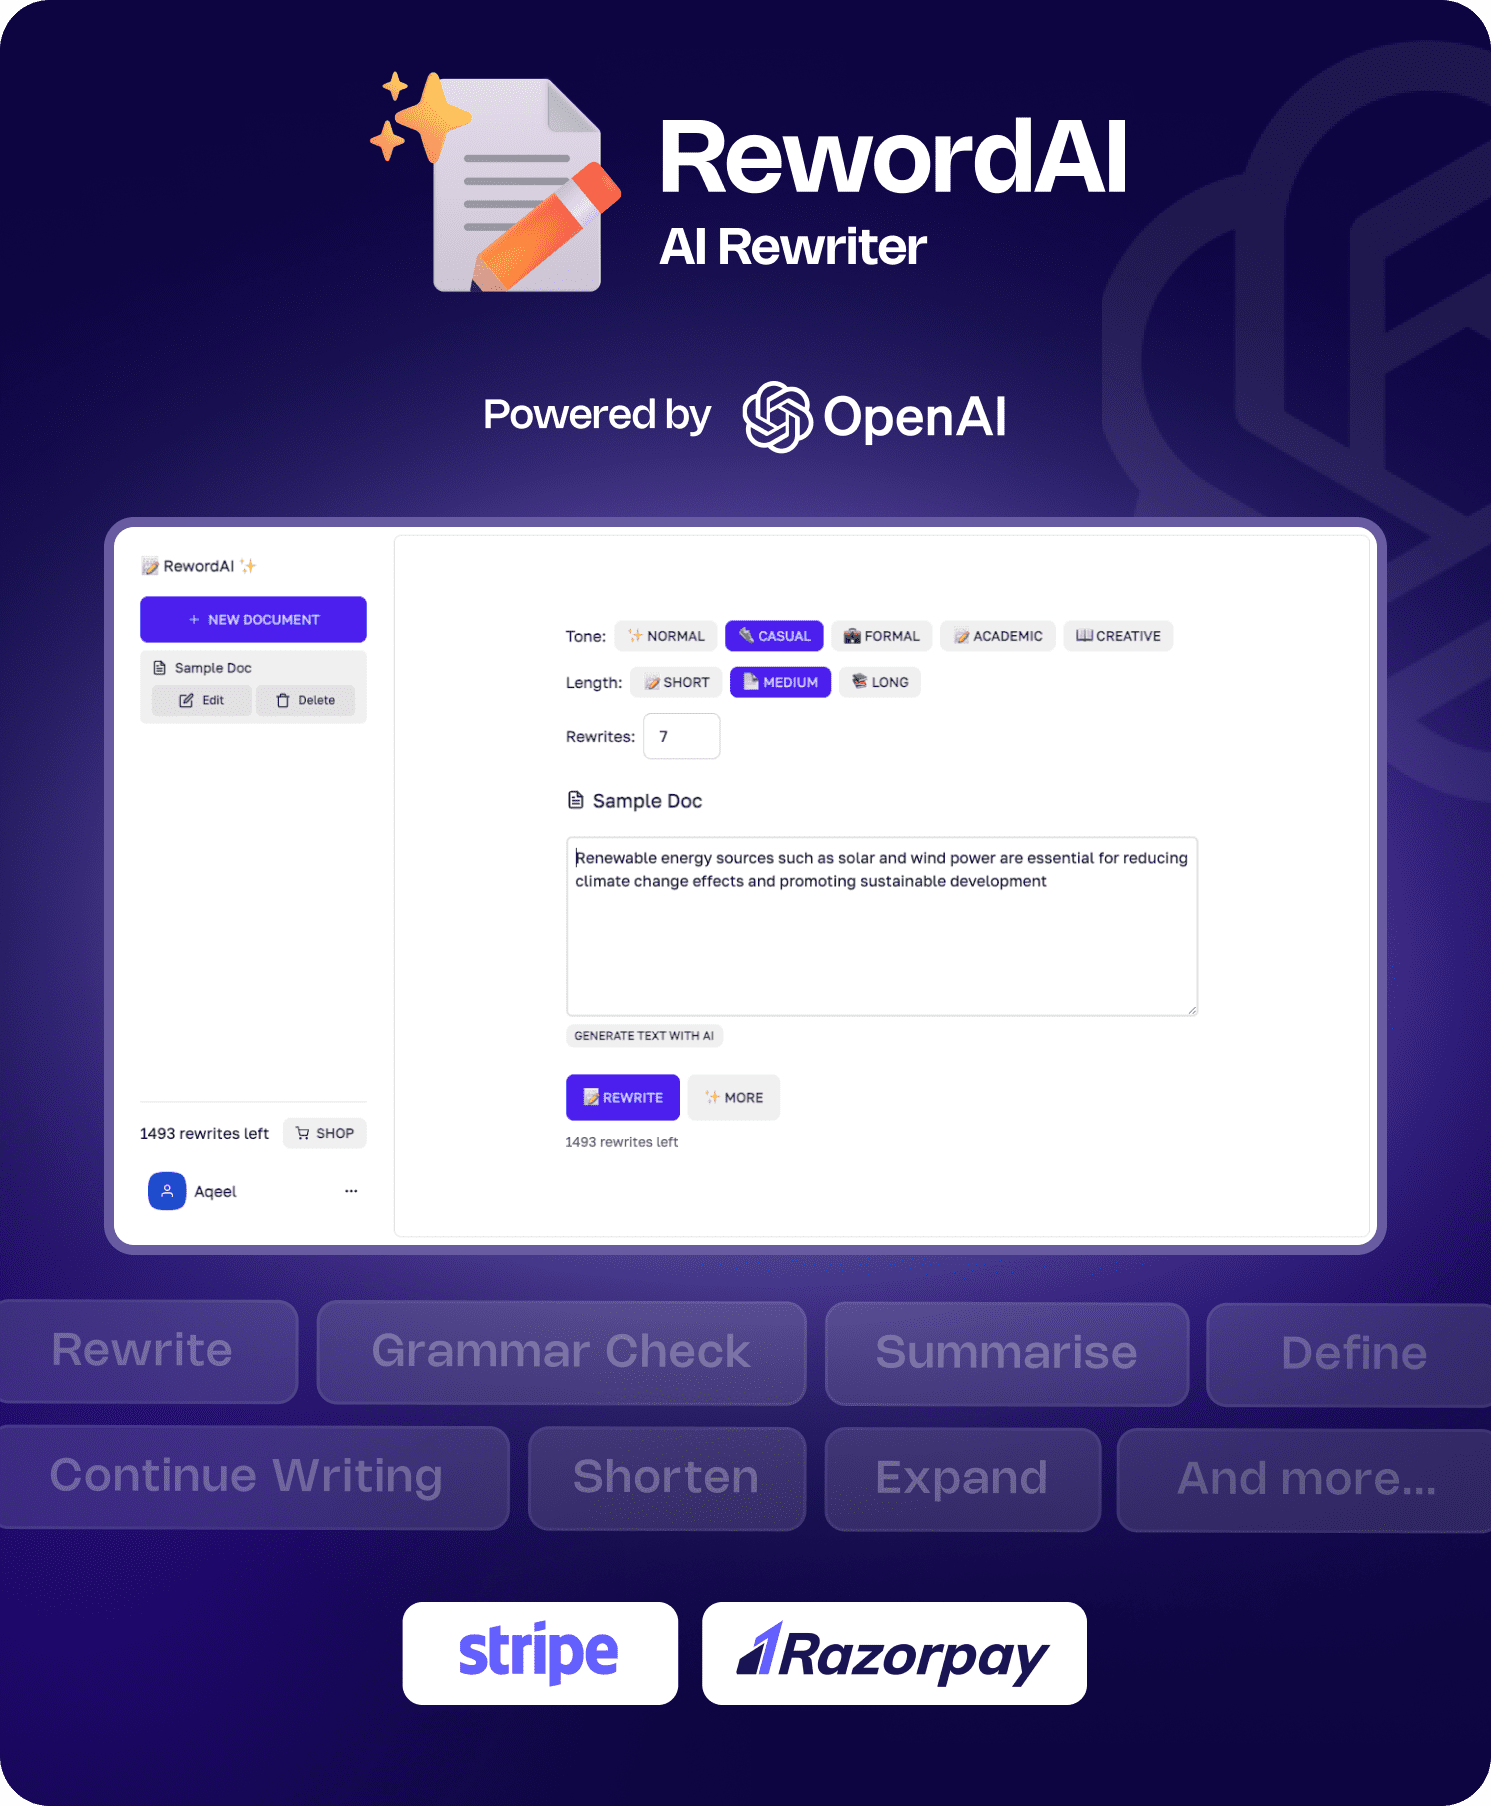 RewordAI
AI Rewriter
Powered by OpenAI
RewordAI
+ NEW DOCUMENT
Sample Doc
Edit Delete
1493 rewrites left SHOP
Aqeel ...
Tone: NORMAL CASUAL FORMAL ACADEMIC CREATIVE
Length: SHORT MEDIUM LONG
Rewrites: 7
Sample Doc
Renewable energy sources such as solar and wind power are essential for reducing
climate change effects and promoting sustainable development
GENERATE TEXT WITH AI
REWRITE MORE
1493 rewrites left
Rewrite Grammar Check Summarise Define
Continue Writing Shorten Expand And more...
stripe Razorpay